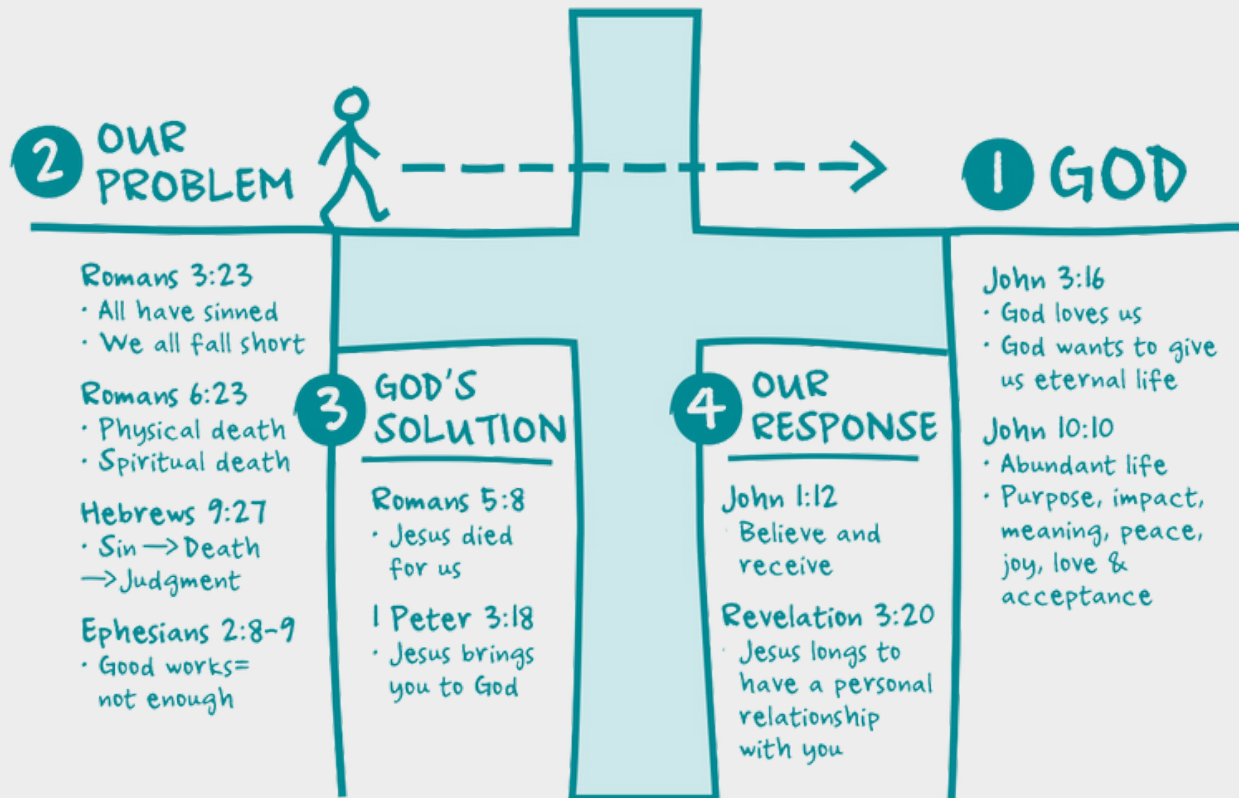 2 OUR
PROBLEM
Romans 3:23
· All have sinned
· We all fall short
Romans 6:23
· Physical death
· Spiritual death
Hebrews 9:27
· Sin → Death
→ Judgment
Ephesians 2:8-9
· Good works=
not enough
3 GOD'S
SOLUTION
Romans 5:8
· Jesus died
for us
1 Peter 3:18
· Jesus brings
you to God
4 OUR
RESPONSE
John 1:12
· Believe and
receive
Revelation 3:20
· Jesus longs to
have a personal
relationship
with you
1 GOD
John 3:16
· God loves us
· God wants to give
us eternal life
John 10:10
· Abundant life
· Purpose, impact,
meaning, peace,
joy, love &
acceptance